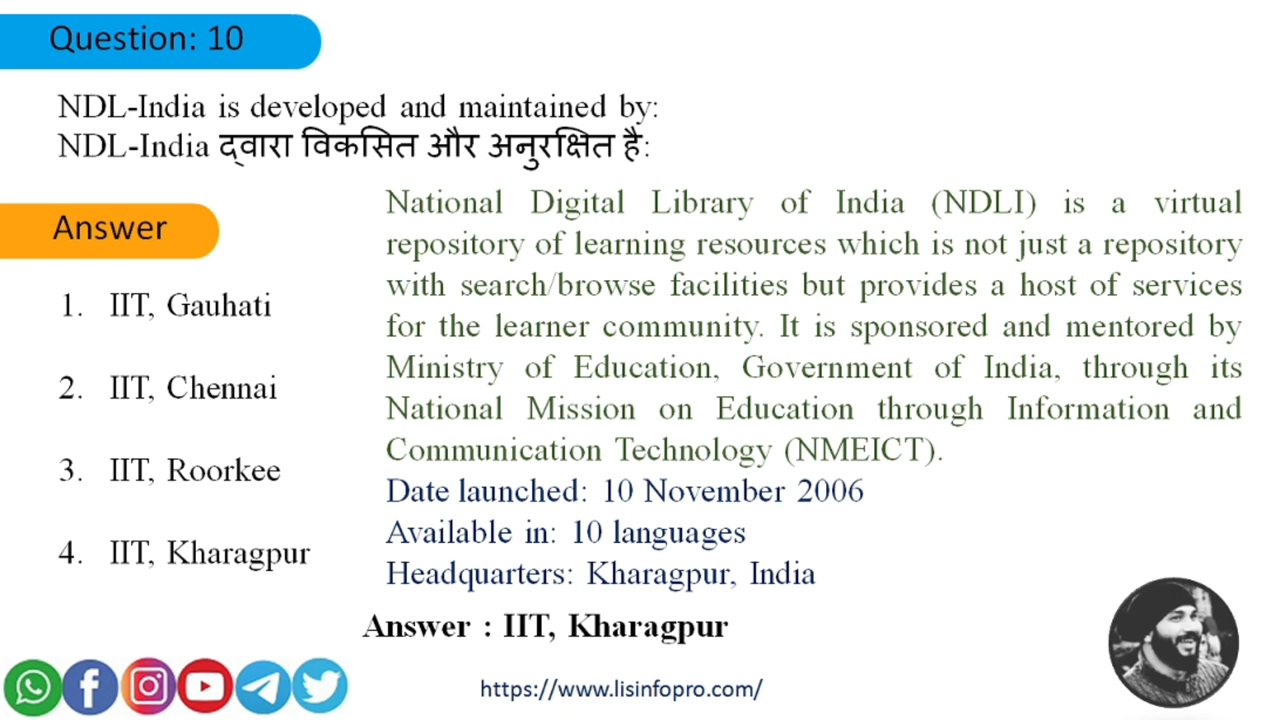 Question: 10
NDL-India is developed and maintained by:
NDL-India द्वारा विकसित और अनुरक्षित है:
Answer
1. IIT, Gauhati
2. IIT, Chennai
3. IIT, Roorkee
4. IIT, Kharagpur
National Digital Library of India (NDLI) is a virtual
repository of learning resources which is not just a repository
with search/browse facilities but provides a host of services
for the learner community. It is sponsored and mentored by
Ministry of Education, Government of India, through its
National Mission on Education through Information and
Communication Technology (NMEICT).
Date launched: 10 November 2006
Available in: 10 languages
Headquarters: Kharagpur, India
Answer : IIT, Kharagpur
https://www.lisinfopro.com/